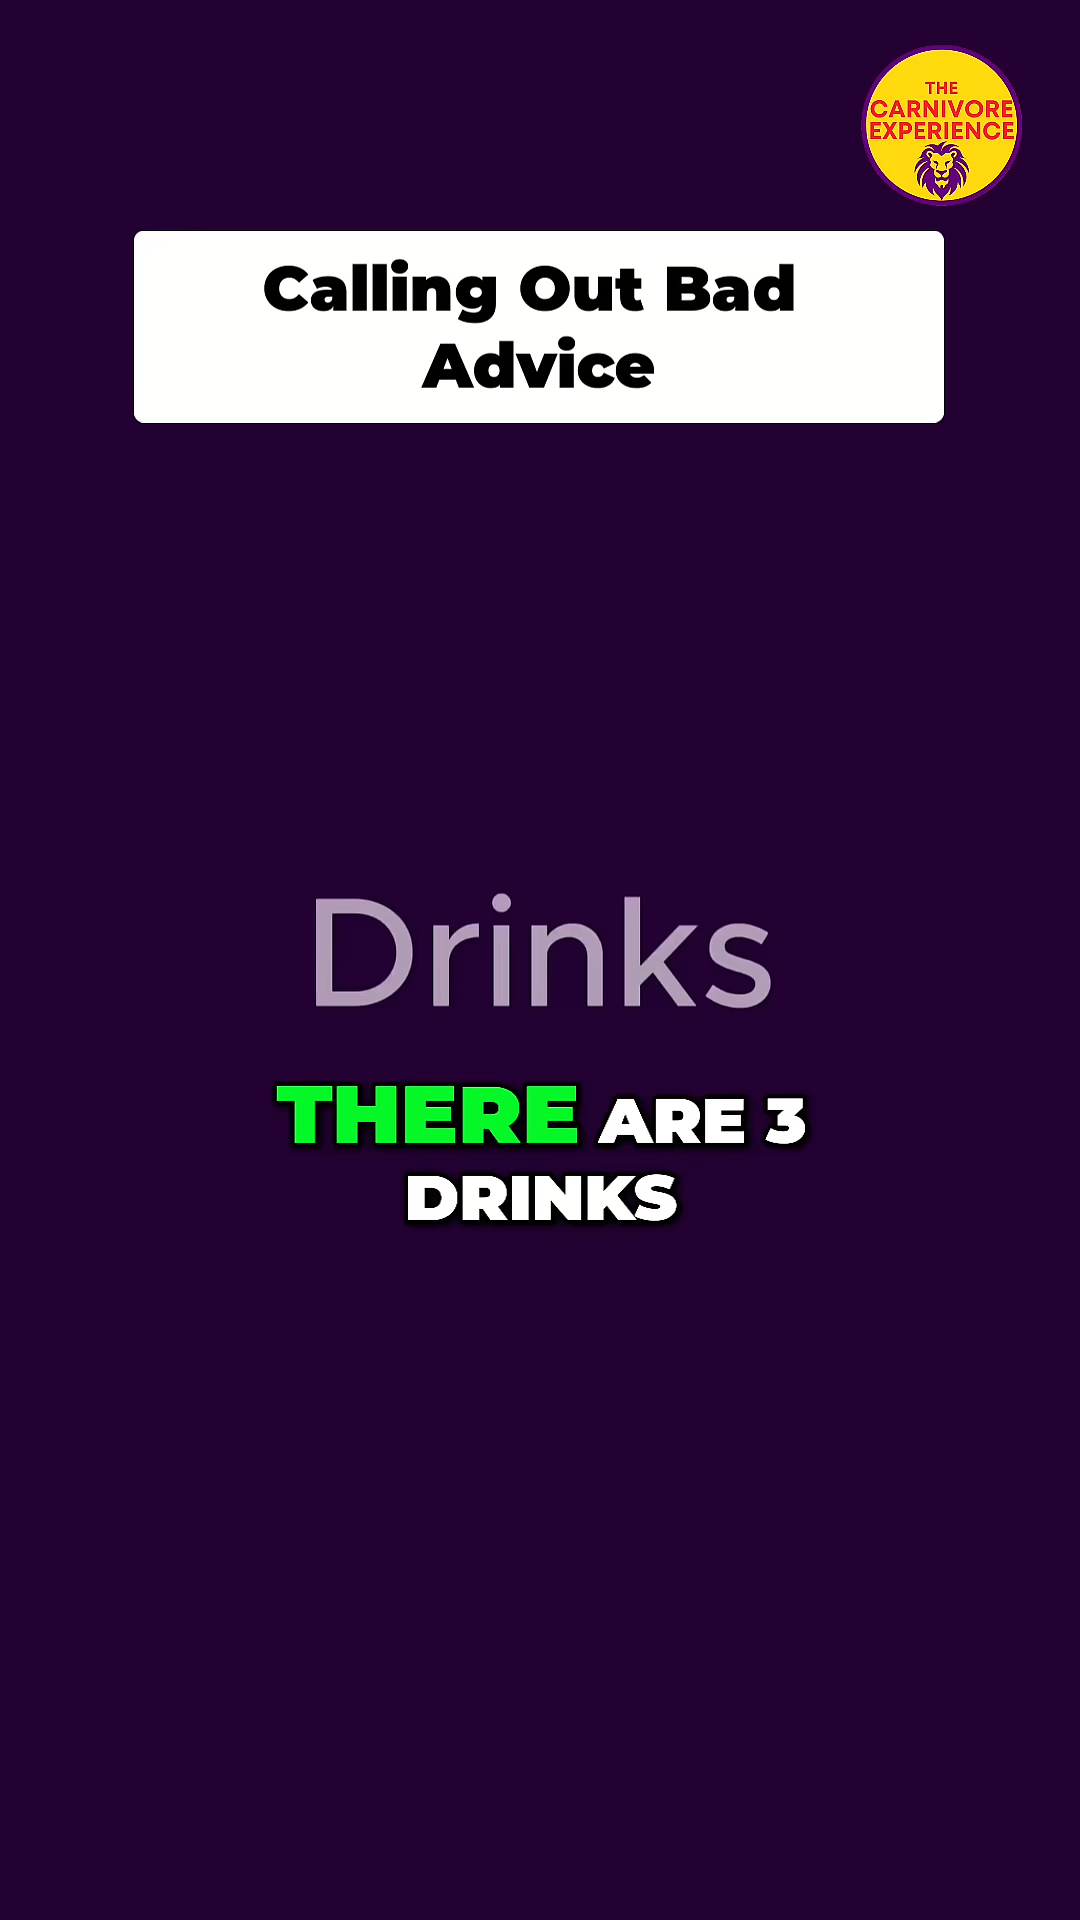 THE
CARNIVORE
EXPERIENCE
Calling Out Bad
Advice
Drinks
THERE ARE 3
DRINKS